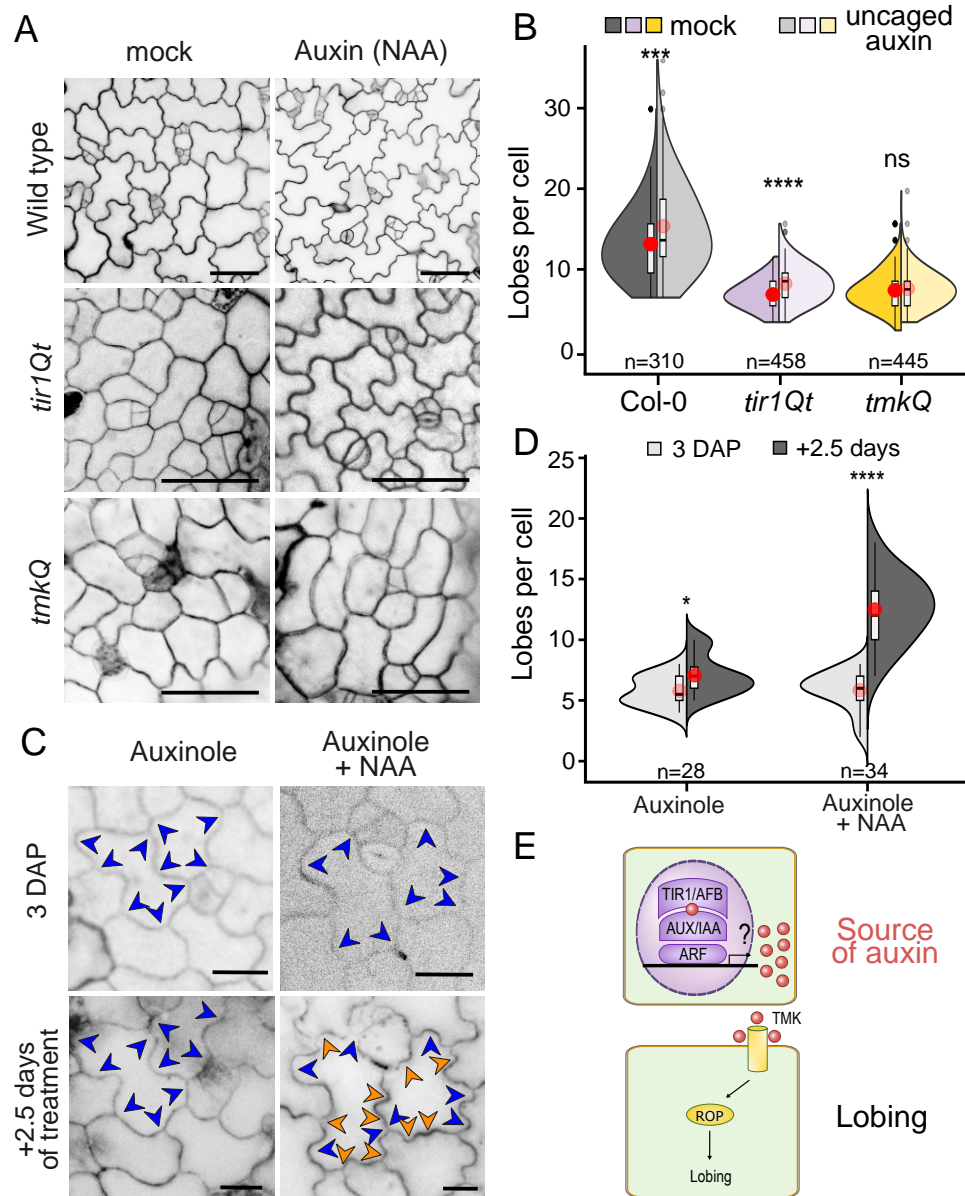 A
mock
Auxin (NAA)
Wild type
tir1Qt
tmkQ
B
mock
uncaged
auxin
Lobes per cell
30
20
10
0
***
****
ns
n=310
n=458
n=445
Col-0
tir1Qt
tmkQ
C
Auxinole
Auxinole
+ NAA
3 DAP
+2.5 days
of treatment
D
3 DAP
+2.5 days
Lobes per cell
25
20
15
10
5
0
*
****
n=28
n=34
Auxinole
Auxinole
+ NAA
E
TIR1/AFB
AUX/IAA
ARF
?
Source
of auxin
TMK
ROP
Lobing
Lobing